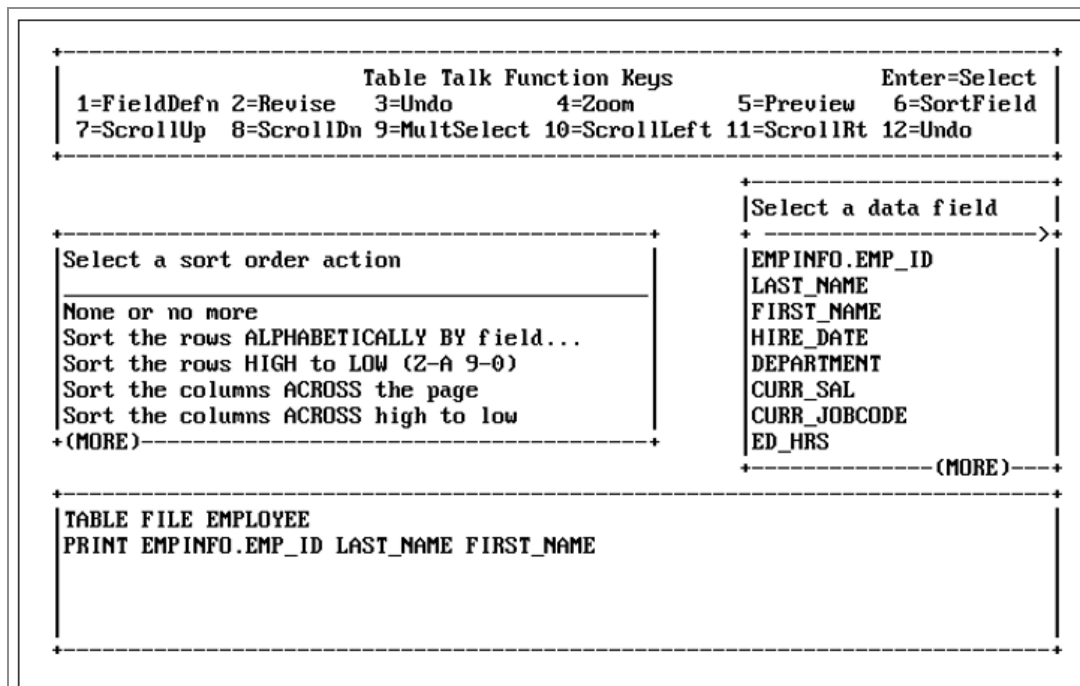 Table Talk Function Keys Enter=Select
1=FieldDefn 2=Revise 3=Undo 4=Zoom 5=Preview 6=SortField
7=ScrollUp 8=ScrollDn 9=MultSelect 10=ScrollLeft 11=ScrollRt 12=Undo
Select a sort order action
None or no more
Sort the rows ALPHABETICALLY BY field...
Sort the rows HIGH to LOW (Z-A 9-0)
Sort the columns ACROSS the page
Sort the columns ACROSS high to low
(MORE)
Select a data field
EMPINFO.EMP_ID
LAST_NAME
FIRST_NAME
HIRE_DATE
DEPARTMENT
CURR_SAL
CURR_JOBCODE
ED_HRS
(MORE)
TABLE FILE EMPLOYEE
PRINT EMPINFO.EMP_ID LAST_NAME FIRST_NAME